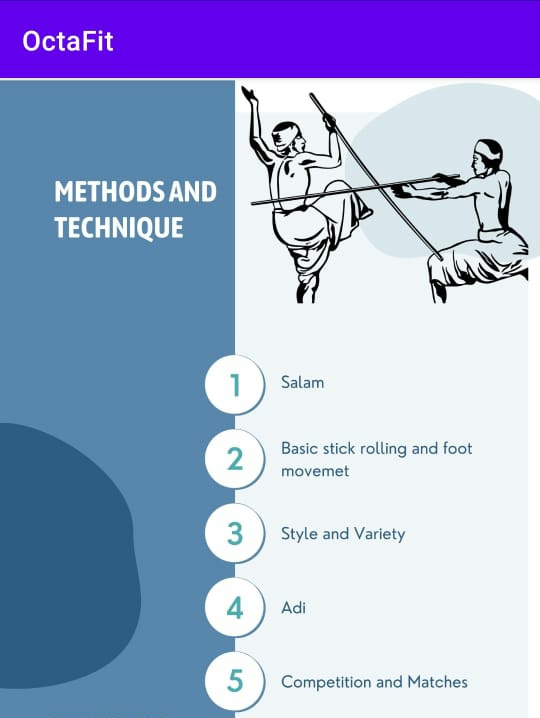 OctaFit
METHODS AND
TECHNIQUE
1
Salam
2
Basic stick rolling and foot
movemet
3
Style and Variety
4
Adi
5
Competition and Matches